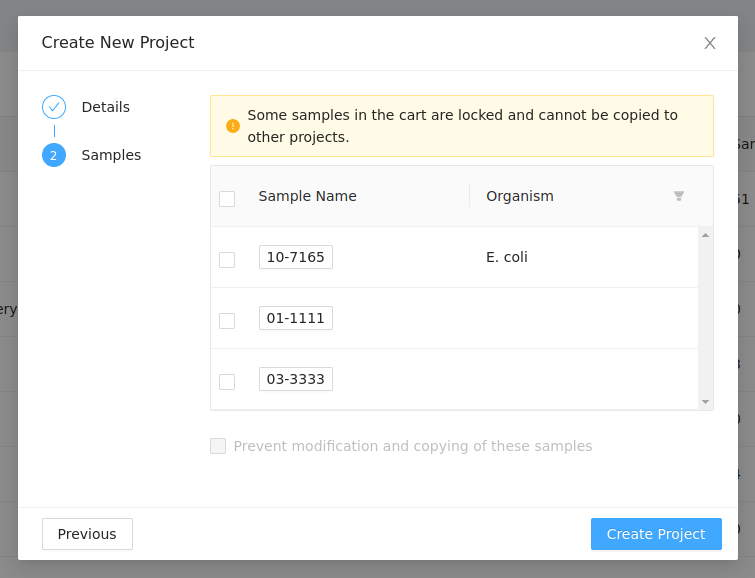 Create New Project
Details
2 Samples
Some samples in the cart are locked and cannot be copied to
other projects.
Sample Name Organism
10-7165 E. coli
01-1111
03-3333
Prevent modification and copying of these samples
Previous Create Project